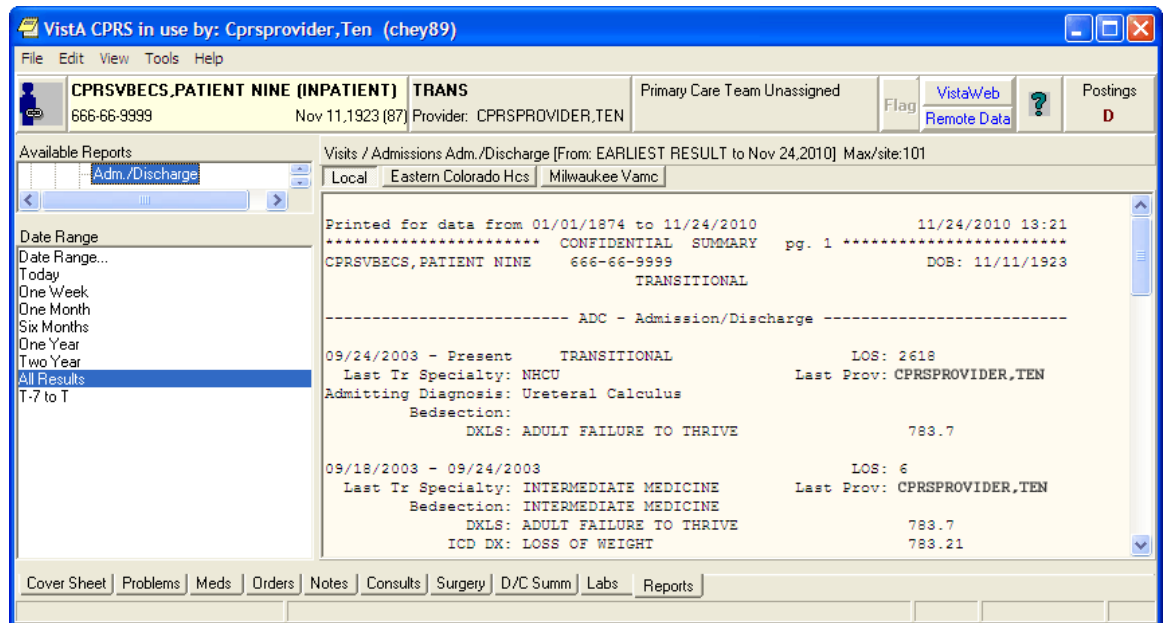 VistA CPRS in use by: Cprsprovider,Ten (chey89)
File Edit View Tools Help
CPRSVBECS,PATIENT NINE (INPATIENT) TRANS Primary Care Team Unassigned Flag VistaWeb ? Postings
666-66-9999 Nov 11,1923 (87) Provider: CPRSPROVIDER,TEN Remote Data D
Available Reports
Adm./Discharge
Date Range
Date Range...
Today
One Week
One Month
Six Months
One Year
Two Year
All Results
T-7 to T
Visits / Admissions Adm./Discharge [From: EARLIEST RESULT to Nov 24,2010] Max/site:101
Local Eastern Colorado Hcs Milwaukee Vamc
Printed for data from 01/01/1874 to 11/24/2010 11/24/2010 13:21
*********************** CONFIDENTIAL SUMMARY pg. 1 ************************
CPRSVBECS,PATIENT NINE 666-66-9999 DOB: 11/11/1923
TRANSITIONAL
-------------------------- ADC - Admission/Discharge --------------------------
09/24/2003 - Present TRANSITIONAL LOS: 2618
Last Tr Specialty: NHCU Last Prov: CPRSPROVIDER,TEN
Admitting Diagnosis: Ureteral Calculus
Bedsection:
DXLS: ADULT FAILURE TO THRIVE 783.7
09/18/2003 - 09/24/2003 LOS: 6
Last Tr Specialty: INTERMEDIATE MEDICINE Last Prov: CPRSPROVIDER,TEN
Bedsection: INTERMEDIATE MEDICINE
DXLS: ADULT FAILURE TO THRIVE 783.7
ICD DX: LOSS OF WEIGHT 783.21
Cover Sheet Problems Meds Orders Notes Consults Surgery D/C Summ Labs Reports